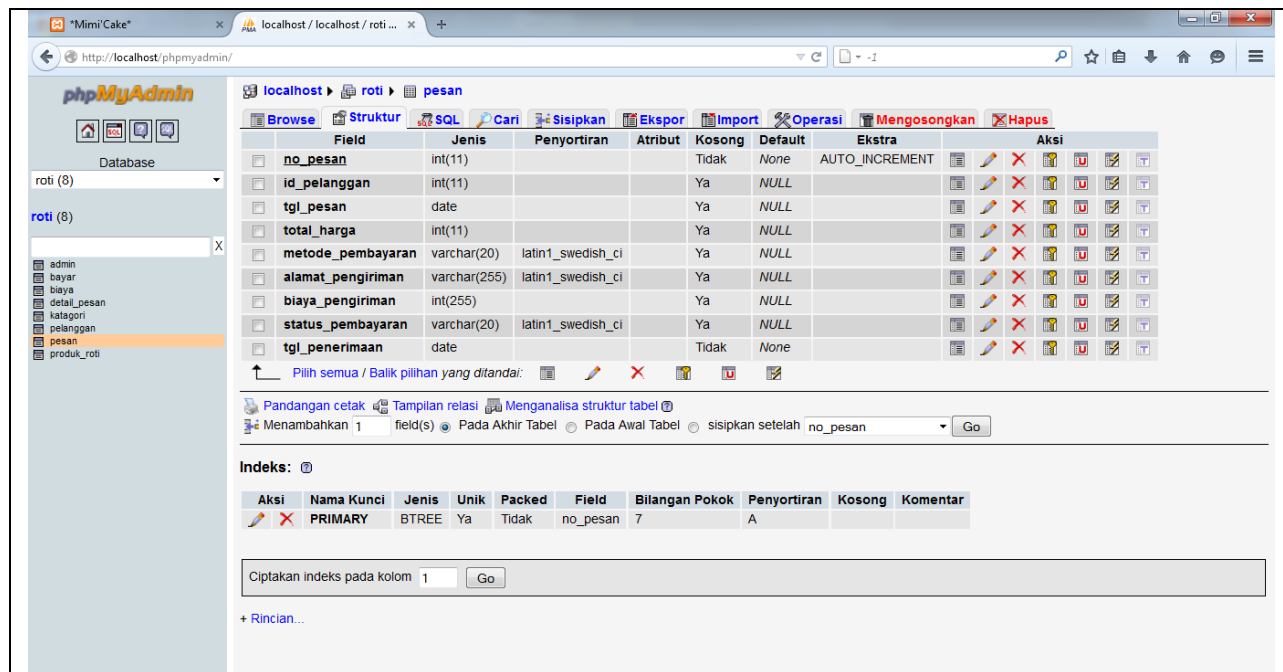 *Mimi'Cake* × localhost / localhost / roti ... × +
http://localhost/phpmyadmin/ -1
phpMyAdmin
Database
roti (8)
roti (8)
X
admin
bayar
biaya
detail_pesan
katagori
pelanggan
pesan
produk_roti
localhost ▸ roti ▸ pesan
Browse Struktur SQL Cari Sisipkan Ekspor Import Operasi Mengosongkan Hapus
Field Jenis Penyortiran Atribut Kosong Default Ekstra Aksi
no_pesan int(11) Tidak None AUTO_INCREMENT
id_pelanggan int(11) Ya NULL
tgl_pesan date Ya NULL
total_harga int(11) Ya NULL
metode_pembayaran varchar(20) latin1_swedish_ci Ya NULL
alamat_pengiriman varchar(255) latin1_swedish_ci Ya NULL
biaya_pengiriman int(255) Ya NULL
status_pembayaran varchar(20) latin1_swedish_ci Ya NULL
tgl_penerimaan date Tidak None
Pilih semua / Balik pilihan yang ditandai:
Pandangan cetak Tampilan relasi Menganalisa struktur tabel
Menambahkan 1 field(s) Pada Akhir Tabel Pada Awal Tabel sisipkan setelah no_pesan Go
Indeks:
Aksi Nama Kunci Jenis Unik Packed Field Bilangan Pokok Penyortiran Kosong Komentar
PRIMARY BTREE Ya Tidak no_pesan 7 A
Ciptakan indeks pada kolom 1 Go
+ Rincian...